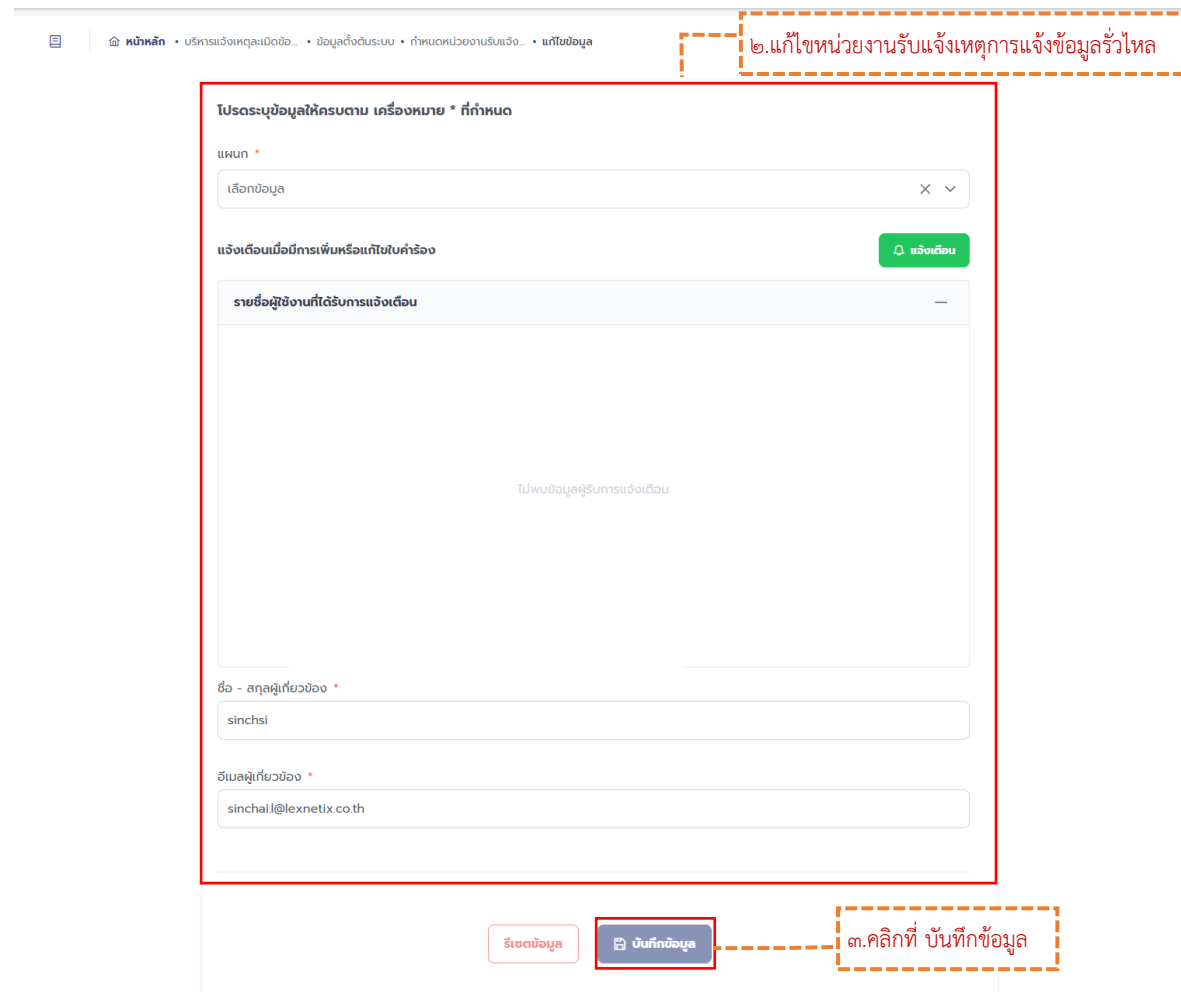 หน้าหลัก • บริหารแจ้งเหตุละเมิดข้อ... • ข้อมูลตั้งต้นระบบ • กำหนดหน่วยงานรับแจ้ง... • แก้ไขข้อมูล
๒.แก้ไขหน่วยงานรับแจ้งเหตุการแจ้งข้อมูลรั่วไหล
โปรดระบุข้อมูลให้ครบตาม เครื่องหมาย * ที่กำหนด
แผนก *
เลือกข้อมูล
แจ้งเตือนเมื่อมีการเพิ่มหรือแก้ไขใบคำร้อง
แจ้งเตือน
รายชื่อผู้ใช้งานที่ได้รับการแจ้งเตือน
ไม่พบข้อมูลผู้รับการแจ้งเตือน
ชื่อ - สกุลผู้เกี่ยวข้อง *
sinchsi
อีเมลผู้เกี่ยวข้อง *
sinchai.l@lexnetix.co.th
รีเซตข้อมูล
บันทึกข้อมูล
๓.คลิกที่ บันทึกข้อมูล